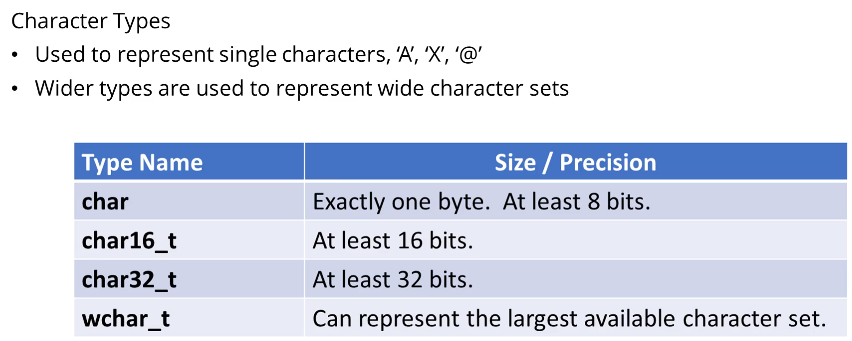 Character Types
• Used to represent single characters, ‘A’, ‘X’, ‘@’
• Wider types are used to represent wide character sets
Type Name Size / Precision
char Exactly one byte. At least 8 bits.
char16_t At least 16 bits.
char32_t At least 32 bits.
wchar_t Can represent the largest available character set.